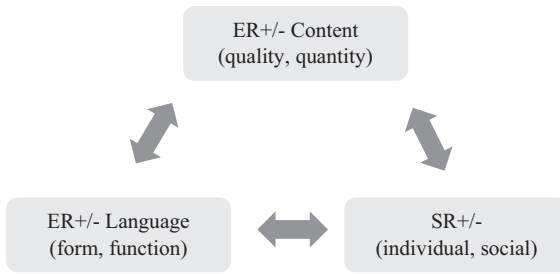 ER+/- Content
(quality, quantity)
ER+/- Language
(form, function)
SR+/-
(individual, social)